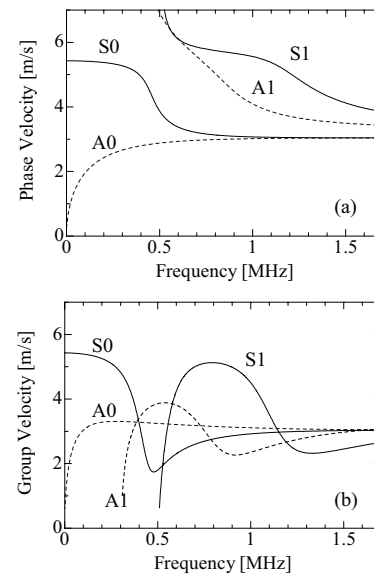 6
4
2
0
Phase Velocity [m/s]
S0
S1
A1
A0
(a)
0 0.5 1 1.5
Frequency [MHz]
6
4
2
0
Group Velocity [m/s]
S0
S1
A0
A1
(b)
0 0.5 1 1.5
Frequency [MHz]